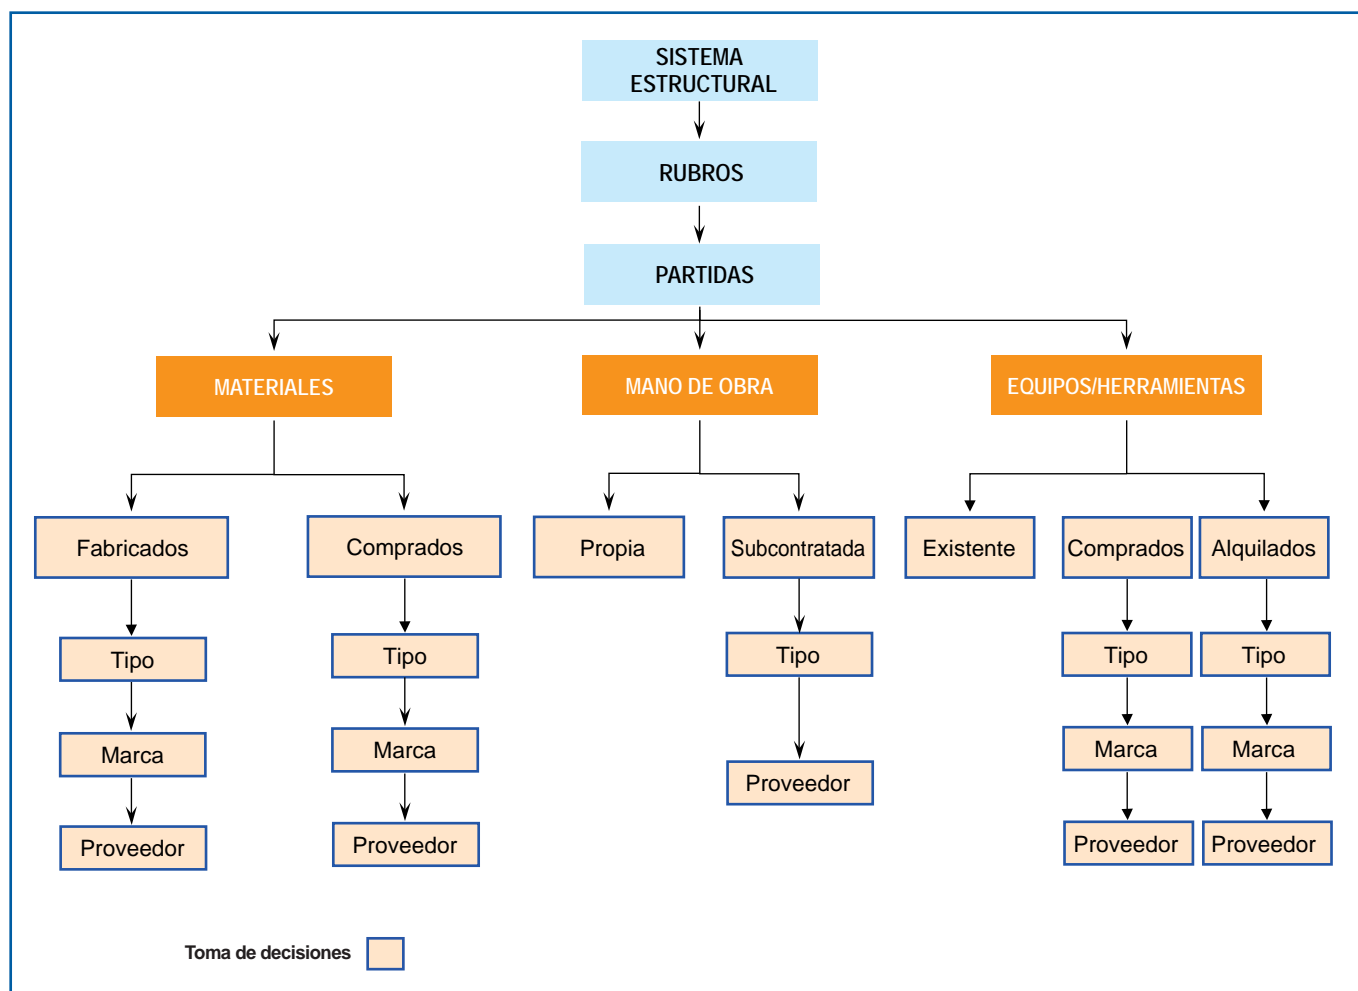 SISTEMA
ESTRUCTURAL
RUBROS
PARTIDAS
MATERIALES
MANO DE OBRA
EQUIPOS/HERRAMIENTAS
Fabricados
Comprados
Propia
Subcontratada
Existente
Comprados
Alquilados
Tipo
Tipo
Tipo
Tipo
Tipo
Marca
Marca
Marca
Marca
Proveedor
Proveedor
Proveedor
Proveedor
Proveedor
Toma de decisiones